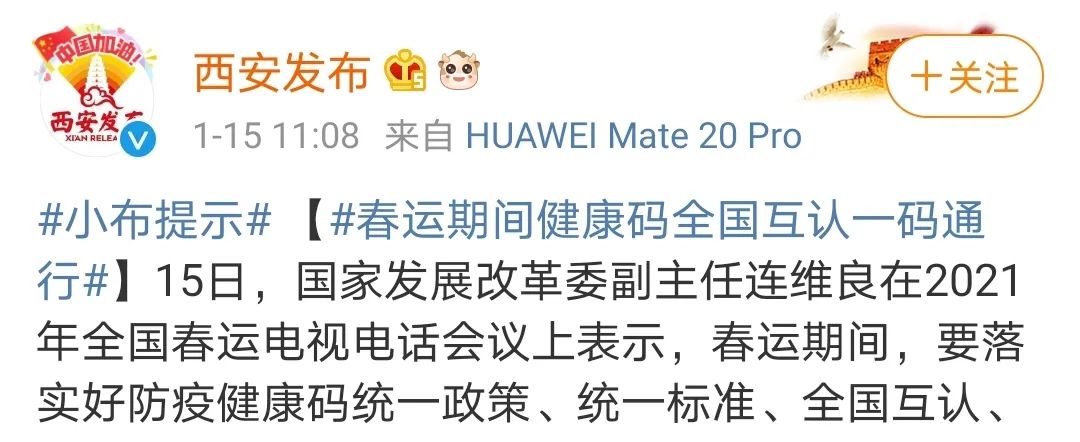 中国加油!
西安发布
西安发布
XI'AN RELEA
+关注
1-15 11:08 来自 HUAWEI Mate 20 Pro
#小布提示# 【#春运期间健康码全国互认一码通
行#】15日，国家发展改革委副主任连维良在2021
年全国春运电视电话会议上表示，春运期间，要落
实好防疫健康码统一政策、统一标准、全国互认、